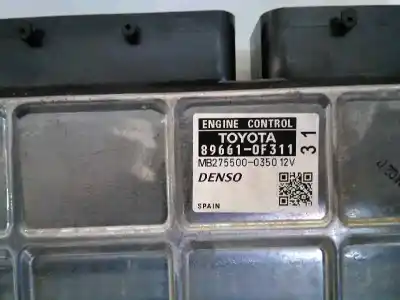 ENGINE CONTROL
TOYOTA
89661-0F311
31
MB275500-0350 12V
DENSO
SPAIN